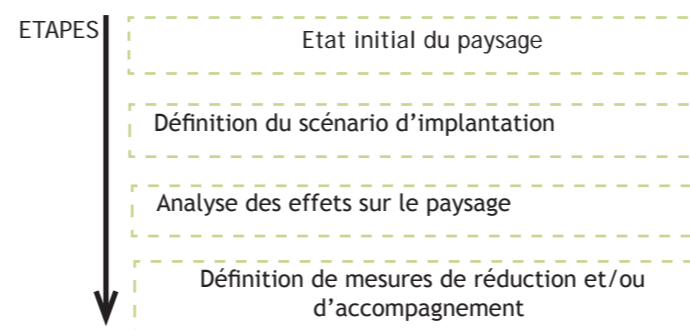 ETAPES
Etat initial du paysage
Définition du scénario d’implantation
Analyse des effets sur le paysage
Définition de mesures de réduction et/ou
d’accompagnement